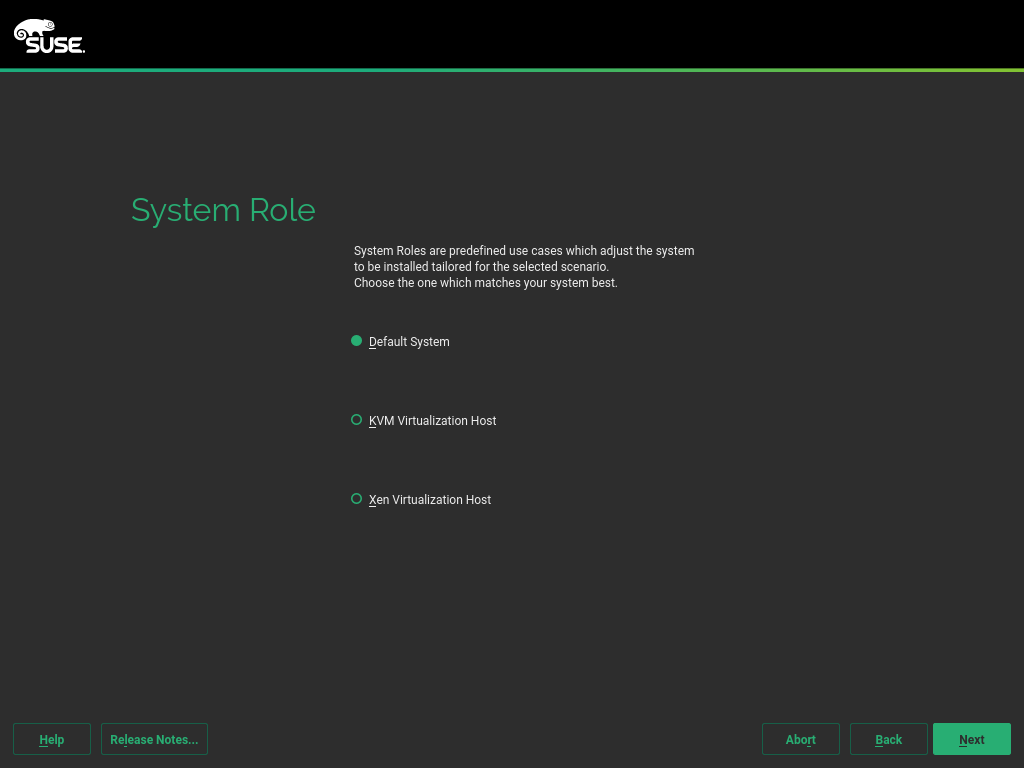 SUSE.
System Role
System Roles are predefined use cases which adjust the system
to be installed tailored for the selected scenario.
Choose the one which matches your system best.
Default System
KVM Virtualization Host
Xen Virtualization Host
Help
Release Notes...
Abort
Back
Next